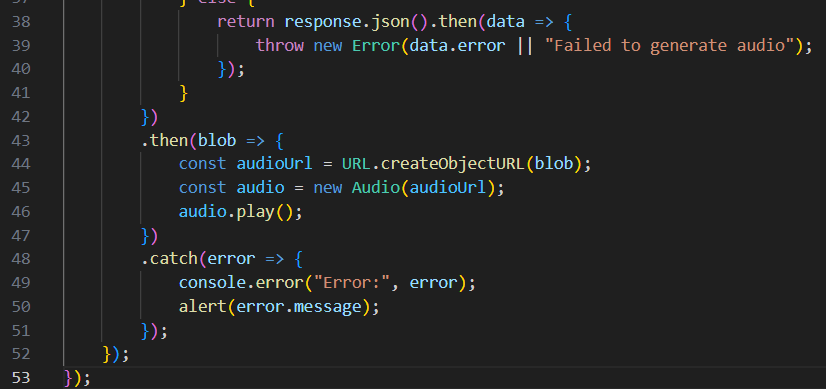 37 } else {
38 return response.json().then(data => {
39 throw new Error(data.error || "Failed to generate audio");
40 });
41 }
42 })
43 .then(blob => {
44 const audioUrl = URL.createObjectURL(blob);
45 const audio = new Audio(audioUrl);
46 audio.play();
47 })
48 .catch(error => {
49 console.error("Error:", error);
50 alert(error.message);
51 });
52 });
53 });